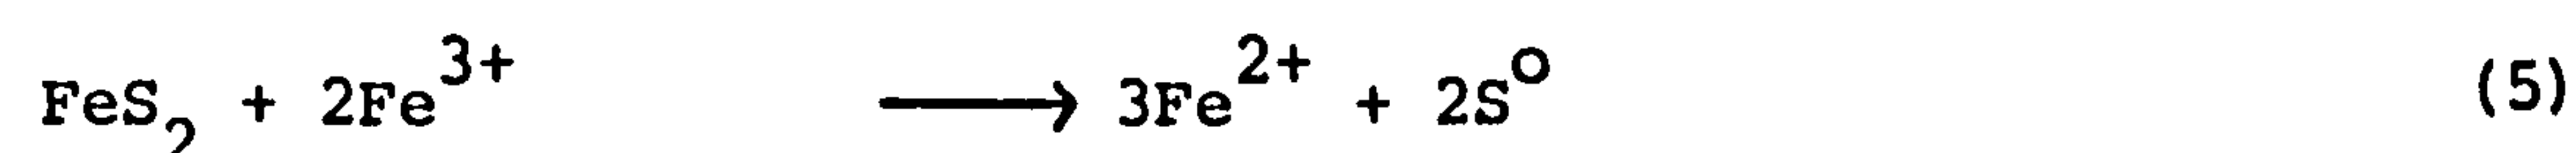 FeS₂ + 2Fe³⁺ ⟶ 3Fe²⁺ + 2S⁰ (5)